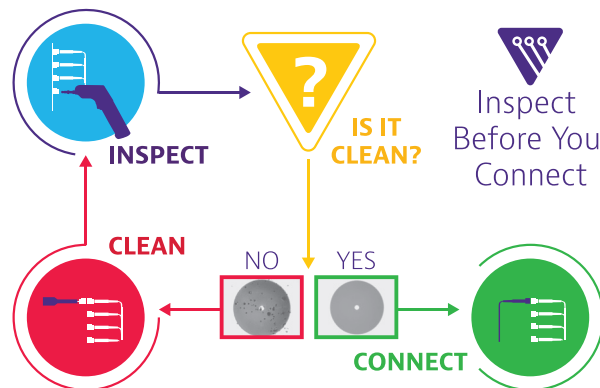 INSPECT
?
IS IT
CLEAN?
Inspect
Before You
Connect
CLEAN
NO
YES
CONNECT